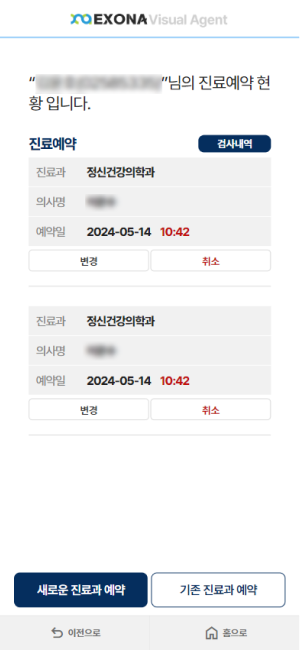 EXONA Visual Agent
“ ”님의 진료예약 현
황 입니다.
진료예약 검사내역
진료과 정신건강의학과
의사명
예약일 2024-05-14 10:42
변경 취소
진료과 정신건강의학과
의사명
예약일 2024-05-14 10:42
변경 취소
새로운 진료과 예약 기존 진료과 예약
이전으로 홈으로